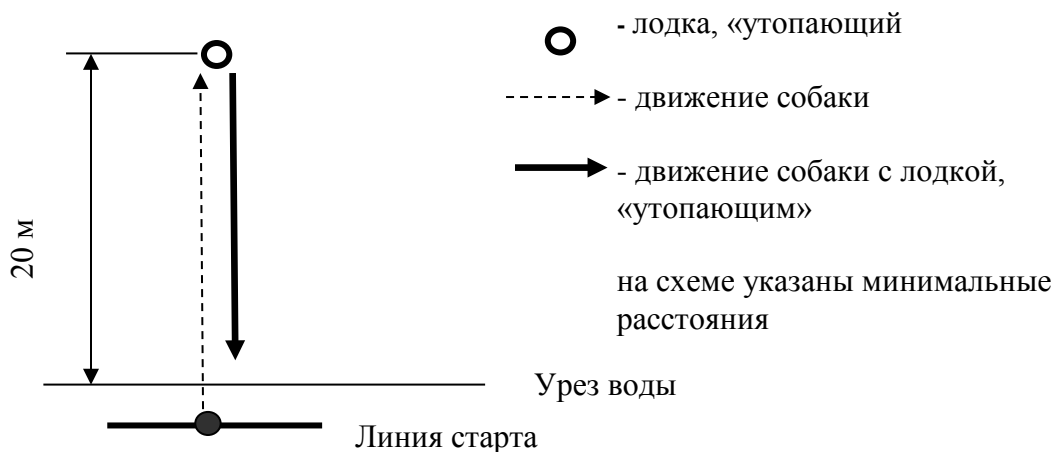 - лодка, «утопающий
- движение собаки
- движение собаки с лодкой,
«утопающим»
на схеме указаны минимальные
расстояния
20 м
Урез воды
Линия старта